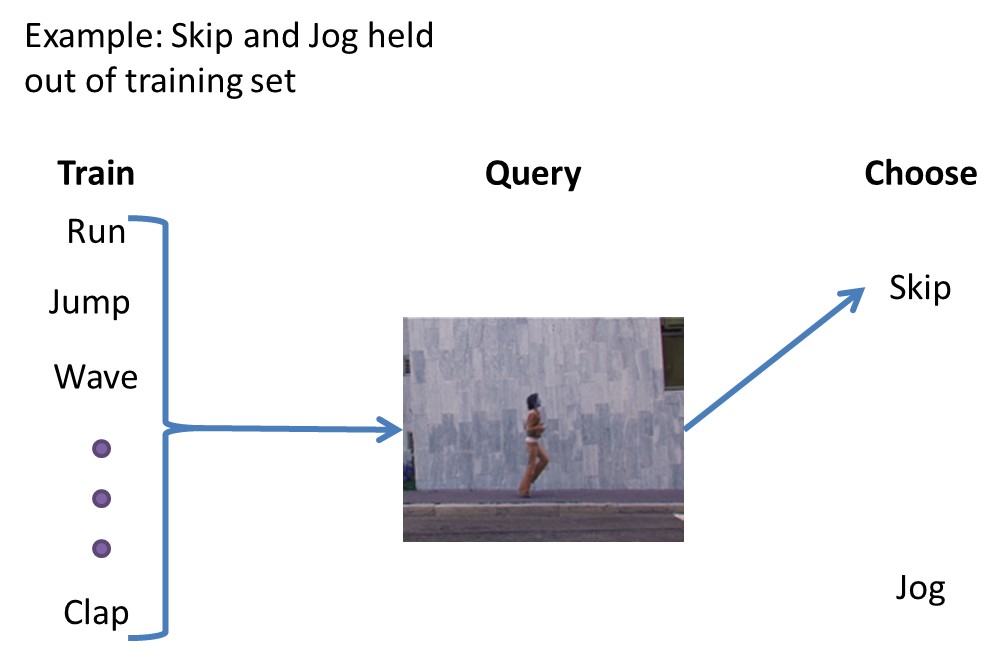 Example: Skip and Jog held
out of training set
Train
Query
Choose
Run
Jump
Wave
Clap
Skip
Jog